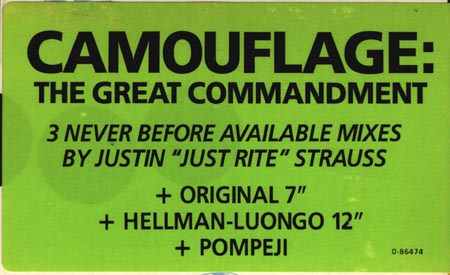 CAMOUFLAGE:
THE GREAT COMMANDMENT
3 NEVER BEFORE AVAILABLE MIXES
BY JUSTIN "JUST RITE" STRAUSS
+ ORIGINAL 7"
+ HELLMAN-LUONGO 12"
+ POMPEJI
0-86474